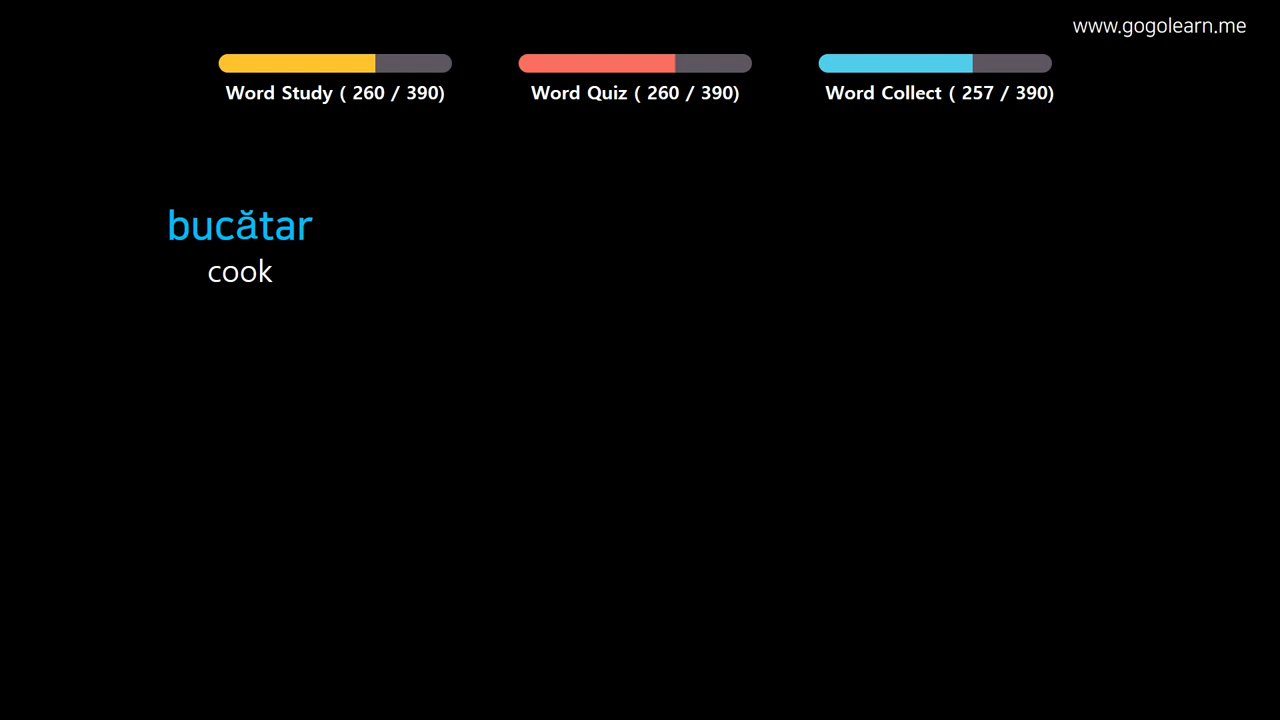 www.gogolearn.me
Word Study ( 260 / 390)
Word Quiz ( 260 / 390)
Word Collect ( 257 / 390)
bucătar
cook